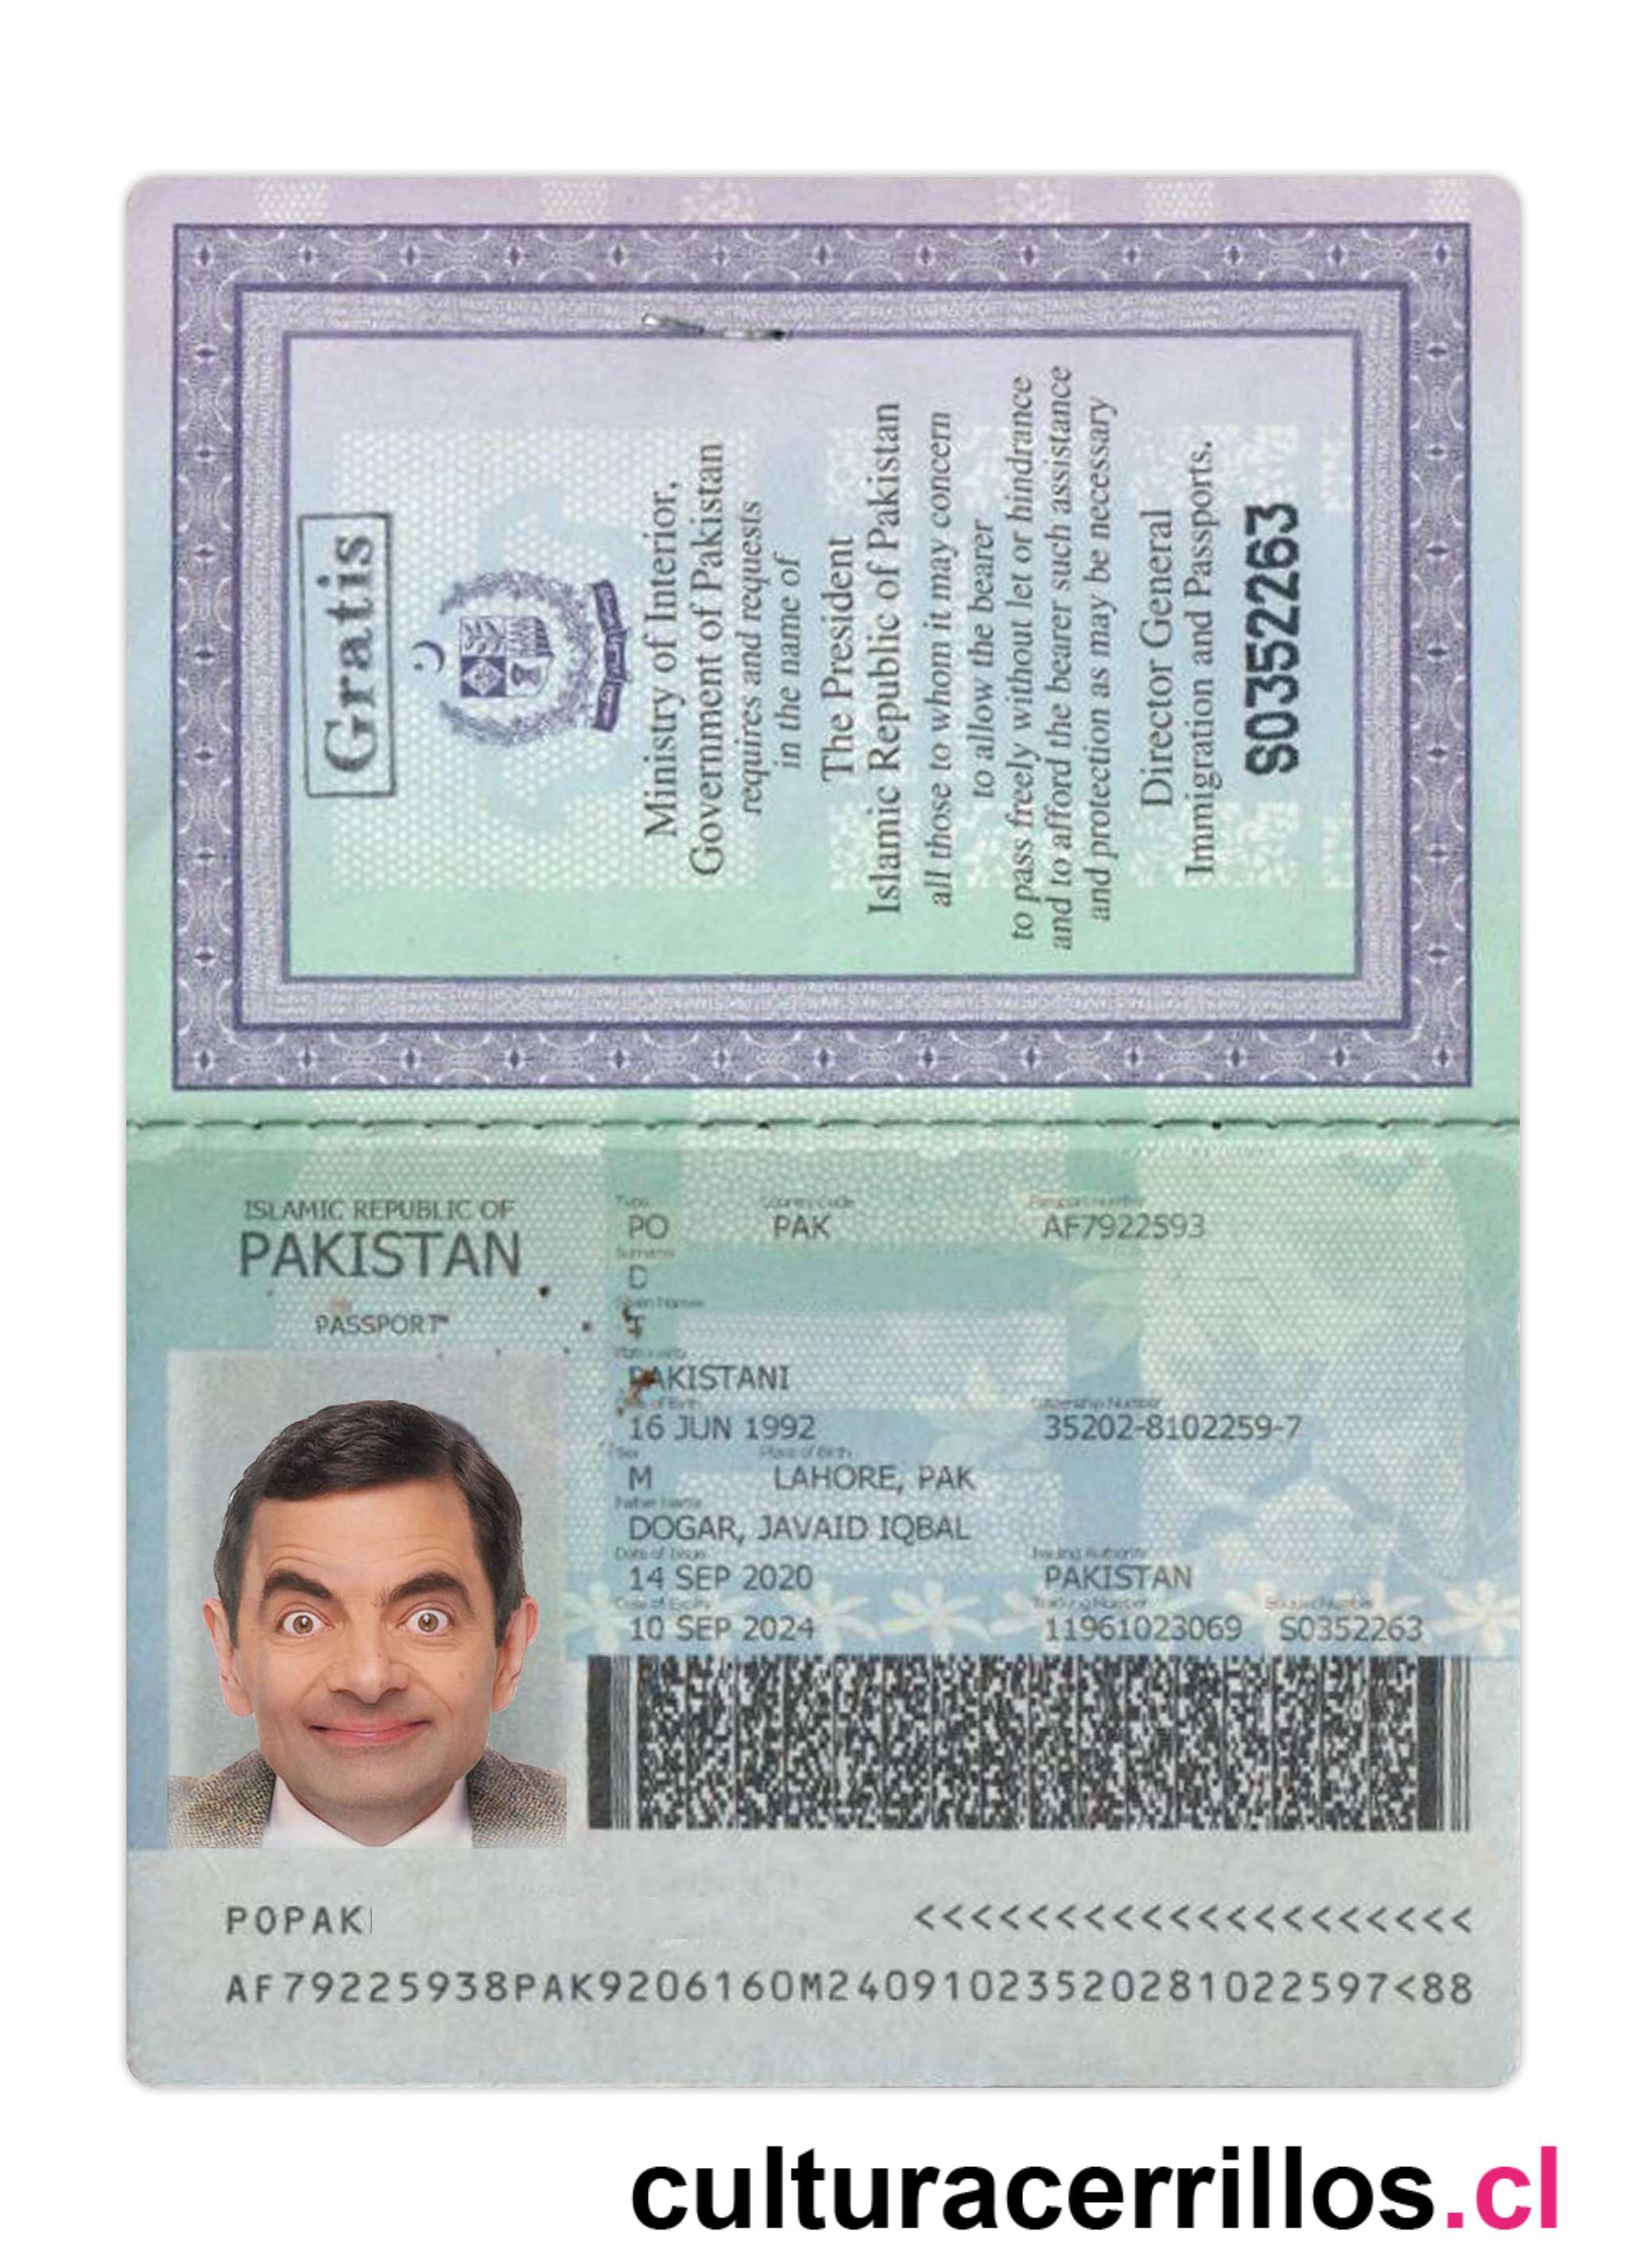 Gratis
Ministry of Interior,
Government of Pakistan
requires and requests
in the name of
The President
Islamic Republic of Pakistan
all those to whom it may concern
to allow the bearer
to pass freely without let or hindrance
and to afford the bearer such assistance
and protection as may be necessary
Director General
Immigration and Passports.
S0352263
ISLAMIC REPUBLIC OF
PAKISTAN
PASSPORT
Type Country Code Passport Number
PO PAK AF7922593
Surname
D
Given Names
T
Nationality
PAKISTANI
Date of Birth Citizenship Number
16 JUN 1992 35202-8102259-7
Sex Place of Birth
M LAHORE, PAK
Father Name
DOGAR, JAVAID IQBAL
Date of Issue Issuing Authority
14 SEP 2020 PAKISTAN
Date of Expiry Tracking Number Booklet Number
10 SEP 2024 11961023069 S0352263
POPAK <<<<<<<<<<<<<<<<<<<<
AF79225938PAK9206160M24091023520281022597<88
culturacerrillos.cl